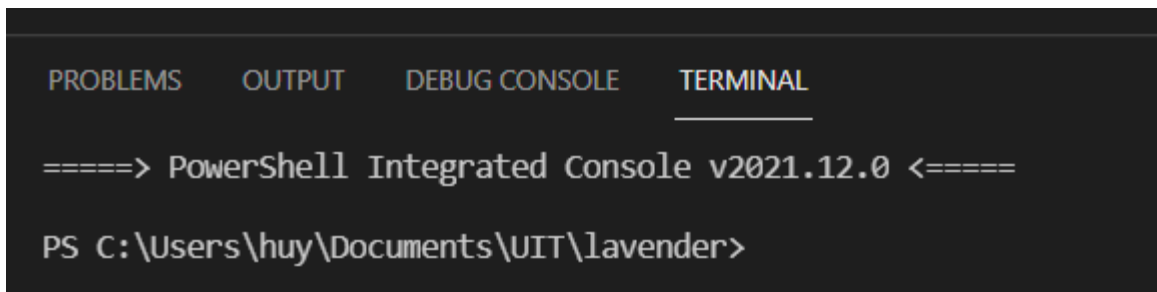 PROBLEMS OUTPUT DEBUG CONSOLE TERMINAL
=====> PowerShell Integrated Console v2021.12.0 <=====
PS C:\Users\huy\Documents\UIT\lavender>